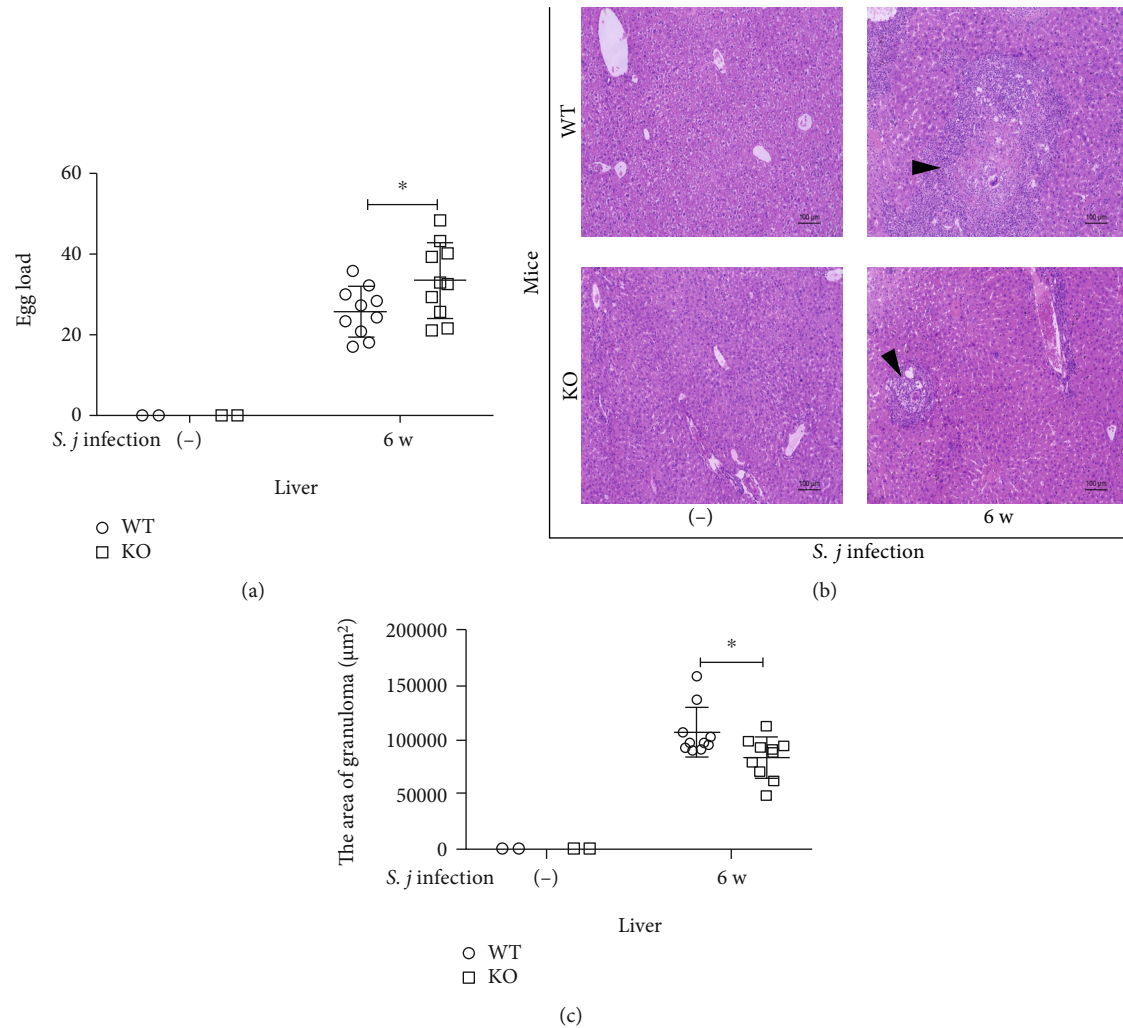 60
40
20
0
Egg load
*
S. j infection
(–)
6 w
Liver
WT
KO
(a)
Mice
WT
KO
100 μm
100 μm
100 μm
100 μm
(–)
6 w
S. j infection
(b)
200000
150000
100000
50000
0
The area of granuloma (μm²)
*
S. j infection
(–)
6 w
Liver
WT
KO
(c)